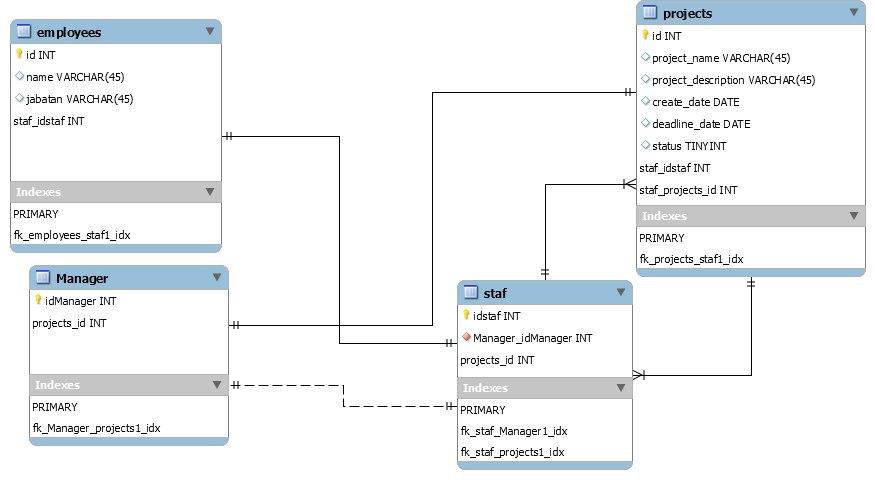 employees
id INT
name VARCHAR(45)
jabatan VARCHAR(45)
staf_idstaf INT
Indexes
PRIMARY
fk_employees_staf1_idx
projects
id INT
project_name VARCHAR(45)
project_description VARCHAR(45)
create_date DATE
deadline_date DATE
status TINYINT
staf_idstaf INT
staf_projects_id INT
Indexes
PRIMARY
fk_projects_staf1_idx
Manager
idManager INT
projects_id INT
Indexes
PRIMARY
fk_Manager_projects1_idx
staf
idstaf INT
Manager_idManager INT
projects_id INT
Indexes
PRIMARY
fk_staf_Manager1_idx
fk_staf_projects1_idx